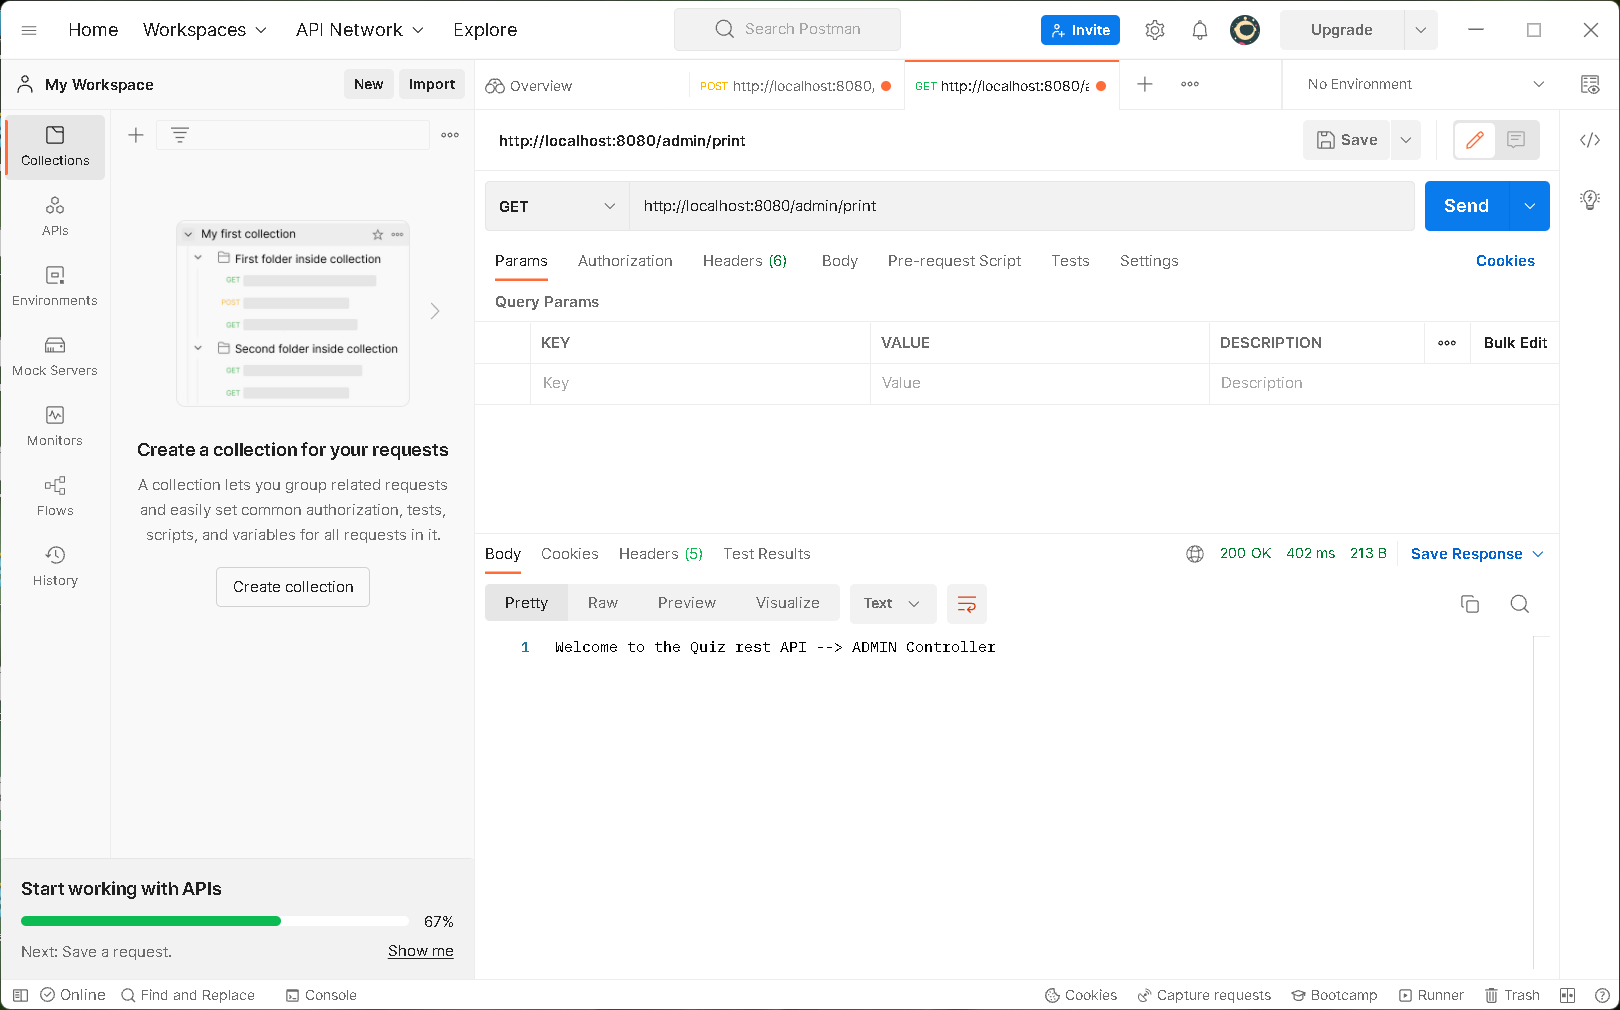 Home Workspaces API Network Explore Search Postman Invite Upgrade
My Workspace New Import Overview POST http://localhost:8080, GET http://localhost:8080/a No Environment
http://localhost:8080/admin/print Save
GET http://localhost:8080/admin/print Send
Params Authorization Headers (6) Body Pre-request Script Tests Settings Cookies
Query Params
KEY VALUE DESCRIPTION Bulk Edit
Key Value Description
Body Cookies Headers (5) Test Results 200 OK 402 ms 213 B Save Response
Pretty Raw Preview Visualize Text
1 Welcome to the Quiz rest API --> ADMIN Controller
Collections
APIs
Environments
Mock Servers
Monitors
Flows
History
My first collection
First folder inside collection
GET
POST
GET
Second folder inside collection
GET
GET
Create a collection for your requests
A collection lets you group related requests
and easily set common authorization, tests,
scripts, and variables for all requests in it.
Create collection
Start working with APIs
67%
Next: Save a request. Show me
Online Find and Replace Console Cookies Capture requests Bootcamp Runner Trash